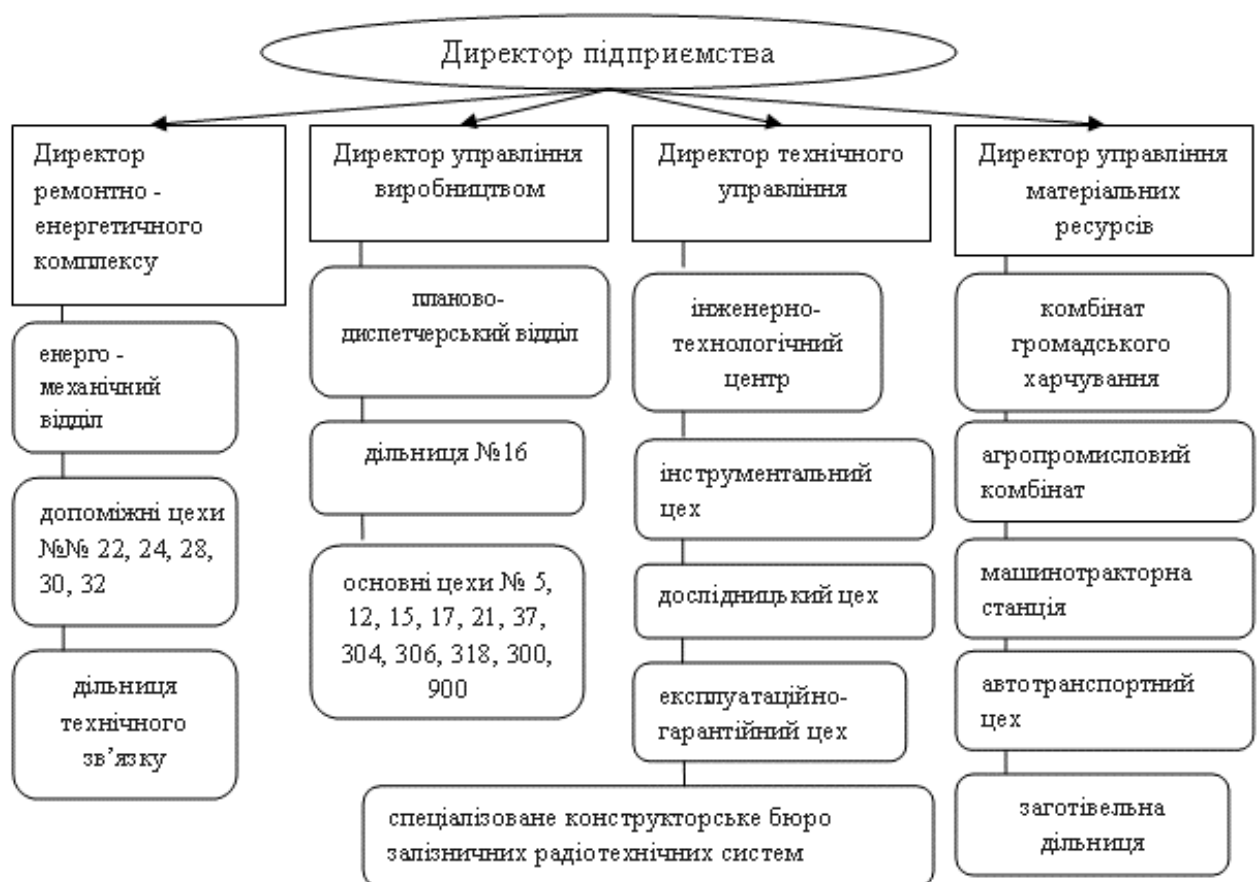 Директор підприємства
Директор
ремонтно -
енергетичного
комплексу
енерго -
механічний
відділ
допоміжні цехи
№№ 22, 24, 28,
30, 32
дільниця
технічного
зв’язку
Директор управління
виробництвом
планово-
диспетчерський відділ
дільниця №16
основні цехи № 5,
12, 15, 17, 21, 37,
304, 306, 318, 300,
900
Директор технічного
управління
інженерно-
технологічний
центр
інструментальний
цех
дослідницький цех
експлуатаційно-
гарантійний цех
спеціалізоване конструкторське бюро
залізничних радіотехнічних систем
Директор управління
матеріальних
ресурсів
комбінат
громадського
харчування
агропромисловий
комбінат
машинотракторна
станція
автотранспортний
цех
заготівельна
дільниця